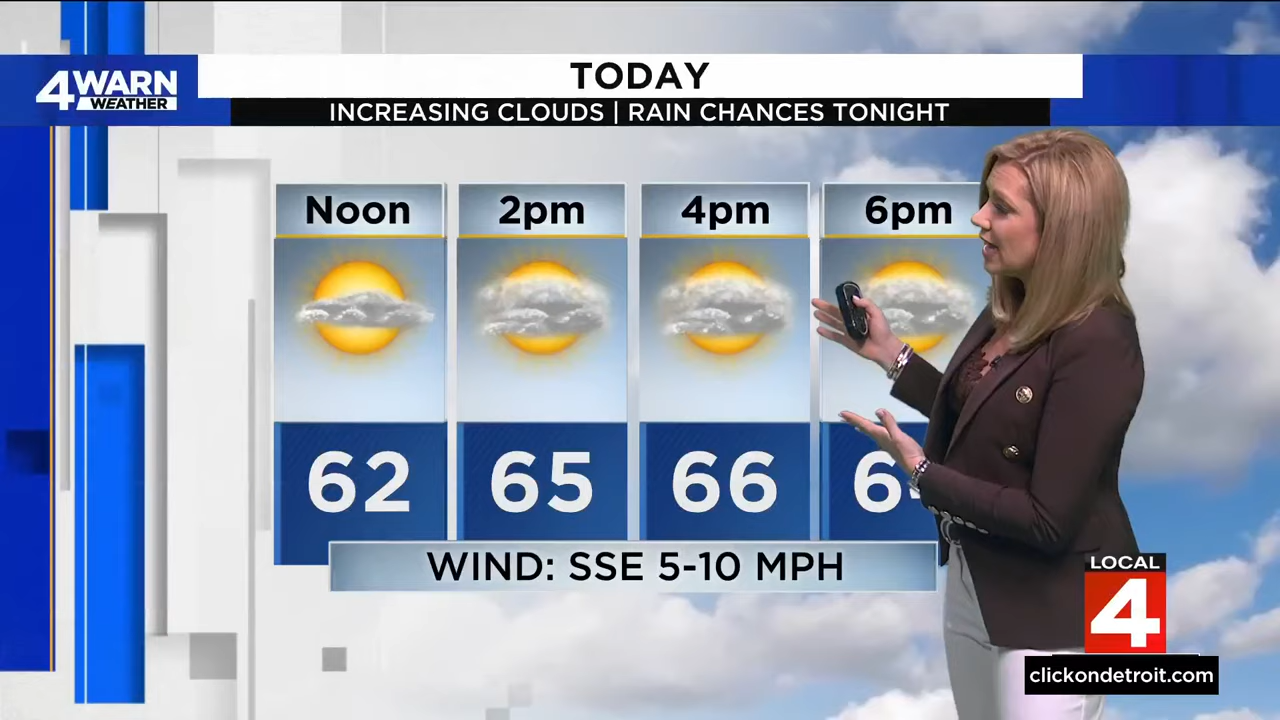 4WARN
WEATHER
TODAY
INCREASING CLOUDS | RAIN CHANCES TONIGHT
Noon
2pm
4pm
6pm
62
65
66
WIND: SSE 5-10 MPH
LOCAL
4
clickondetroit.com